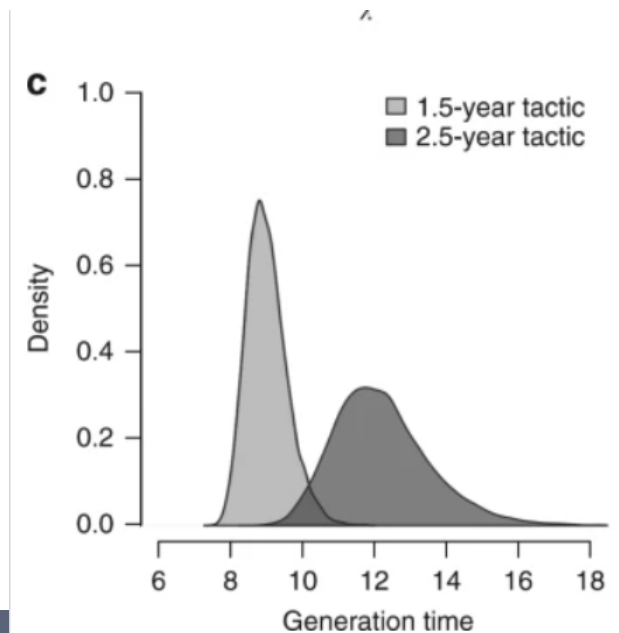 c
1.0
1.5-year tactic
2.5-year tactic
0.8
0.6
Density
0.4
0.2
0.0
6 8 10 12 14 16 18
Generation time